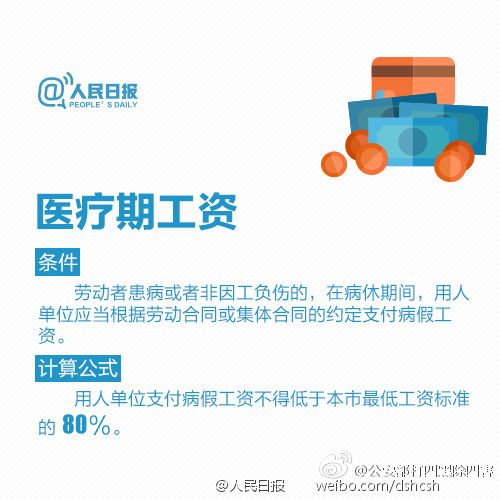 @人民日报
PEOPLE'S DAILY
医疗期工资
条件
劳动者患病或者非因工负伤的，在病休期间，用人
单位应当根据劳动合同或集体合同的约定支付病假工
资。
计算公式
用人单位支付病假工资不得低于本市最低工资标准
的 80%。
@人民日报
@公安部打四黑除四害
weibo.com/dshcsh